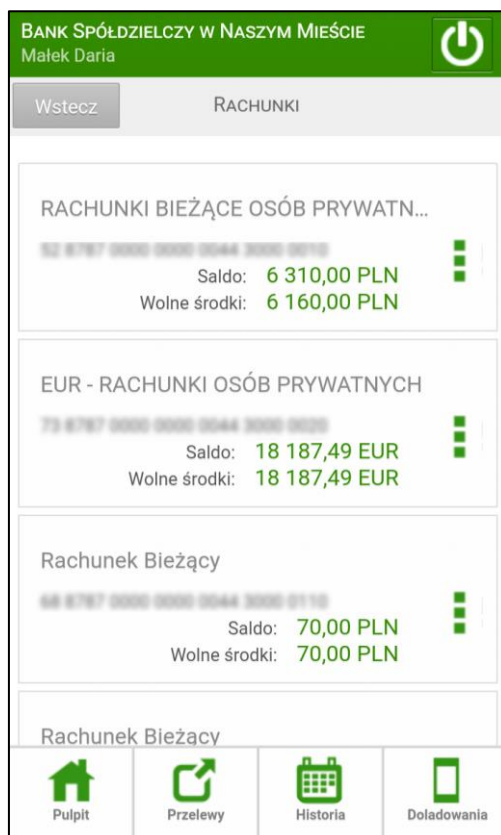 BANK SPÓŁDZIELCZY W NASZYM MIEŚCIE
Małek Daria
Wstecz
RACHUNKI
RACHUNKI BIEŻĄCE OSÓB PRYWATN...
Saldo: 6 310,00 PLN
Wolne środki: 6 160,00 PLN
EUR - RACHUNKI OSÓB PRYWATNYCH
Saldo: 18 187,49 EUR
Wolne środki: 18 187,49 EUR
Rachunek Bieżący
Saldo: 70,00 PLN
Wolne środki: 70,00 PLN
Rachunek Bieżący
Pulpit
Przelewy
Historia
Doladowania